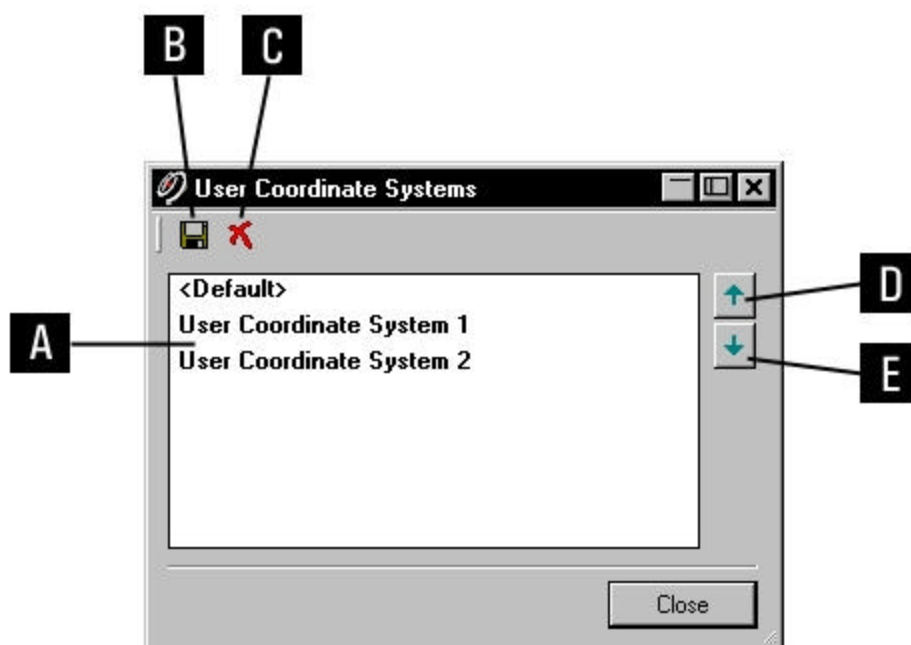 B C
User Coordinate Systems
<Default>
D
User Coordinate System 1
A
User Coordinate System 2
E
Close